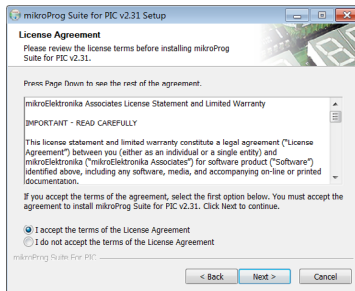 mikroProg Suite for PIC v2.31 Setup
License Agreement
Please review the license terms before installing mikroProg
Suite for PIC v2.31.
Press Page Down to see the rest of the agreement.
mikroElektronika Associates License Statement and Limited Warranty
IMPORTANT - READ CAREFULLY
This license statement and limited warranty constitute a legal agreement ("License
Agreement") between you (either as an individual or a single entity) and
mikroElektronika ("mikroElektronika Associates") for software product ("Software")
identified above, including any software, media, and accompanying on-line or printed
documentation.
If you accept the terms of the agreement, select the first option below. You must accept the
agreement to install mikroProg Suite for PIC v2.31. Click Next to continue.
I accept the terms of the License Agreement
I do not accept the terms of the License Agreement
mikroProg Suite For PIC
< Back Next > Cancel